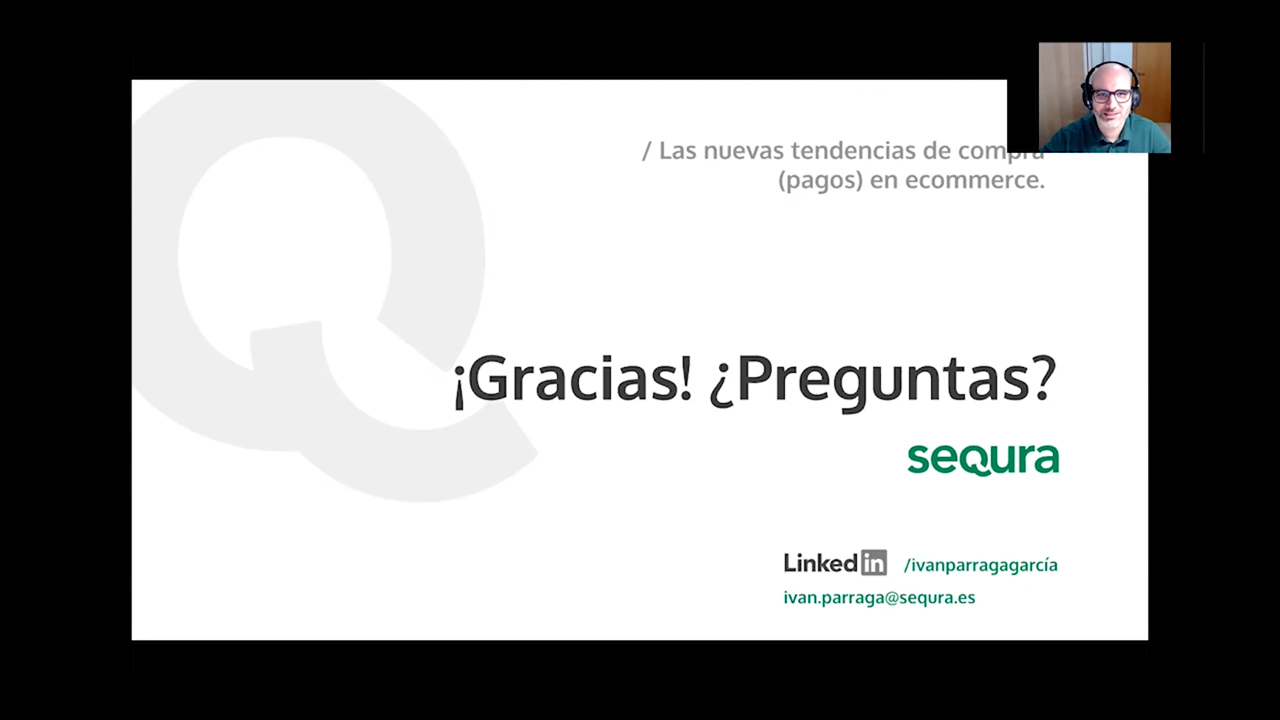 / Las nuevas tendencias de compra
(pagos) en ecommerce.
¡Gracias! ¿Preguntas?
seQura
LinkedIn /ivanparragagarcía
ivan.parraga@sequra.es